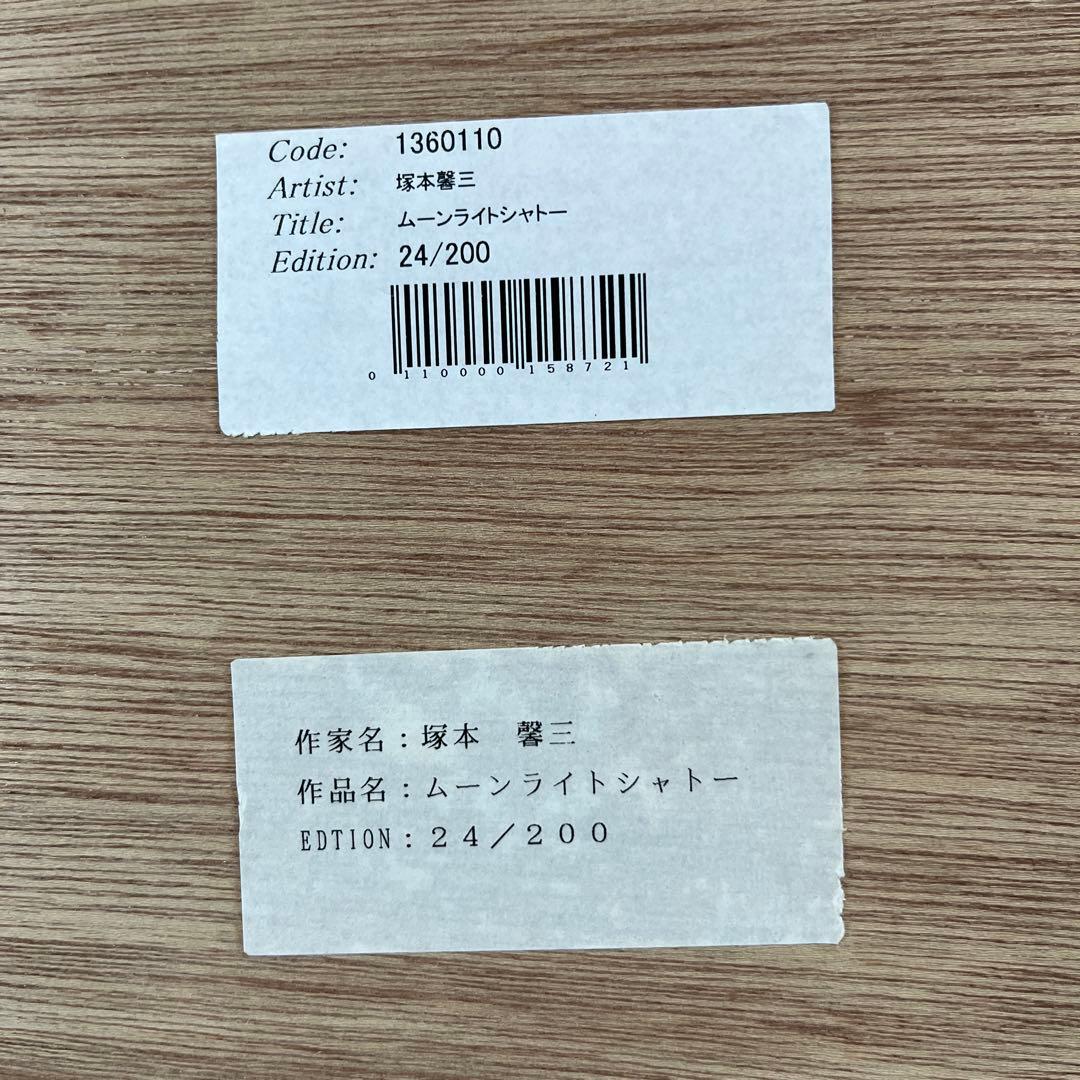 Code: 1360110
Artist: 塚本馨三
Title: ムーンライトシャトー
Edition: 24/200
0 110000 158721
作家名：塚本　馨三
作品名：ムーンライトシャトー
EDTION：２４／２００